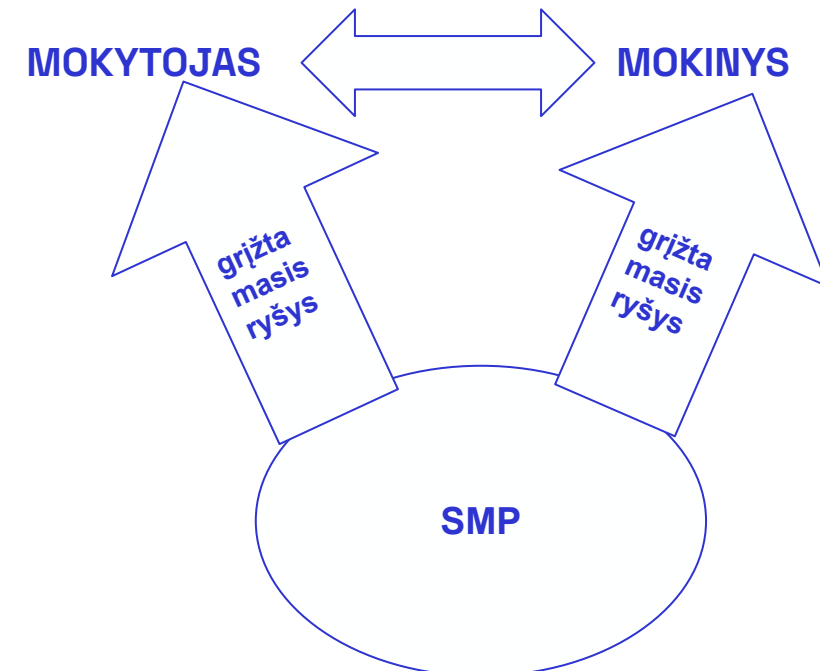 MOKYTOJAS
MOKINYS
grįžta
masis
ryšys
grįžta
masis
ryšys
SMP